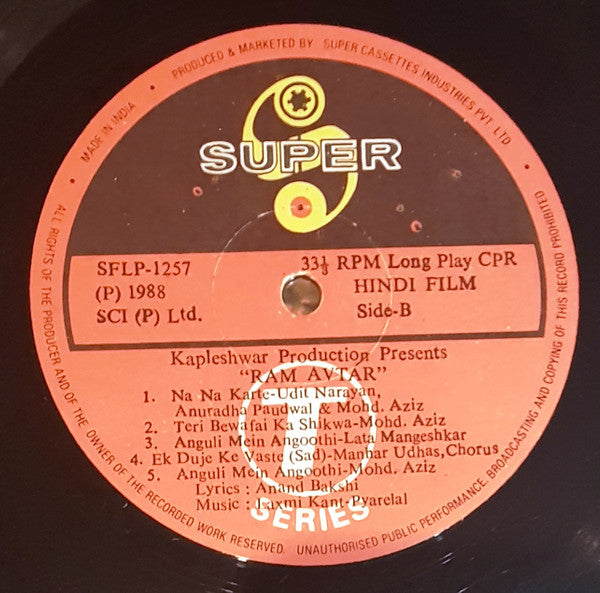 • PRODUCED & MARKETED BY • SUPER CASSETTES INDUSTRIES PVT. LTD
• MADE IN INDIA
SUPER
SFLP-1257
(P) 1988
SCI (P) Ltd.
33⅓ RPM Long Play CPR
HINDI FILM
Side-B
Kapleshwar Production Presents
"RAM AVTAR"
1. Na Na Karte-Udit Narayan,
Anuradha Paudwal & Mohd. Aziz
2. Teri Bewafai Ka Shikwa-Mohd. Aziz
3. Anguli Mein Angoothi-Lata Mangeshkar
4. Ek Duje Ke Vaste (Sad)-Manhar Udhas, Chorus
5. Anguli Mein Angoothi-Mohd. Aziz
Lyrics : Anand Bakshi
Music : Laxmi Kant-Pyarelal
T
SERIES
ALL RIGHTS OF THE PRODUCER AND OF THE OWNER OF THE RECORDED WORK RESERVED. UNAUTHORISED PUBLIC PERFORMANCE, BROADCASTING AND COPYING OF THIS RECORD PROHIBITED